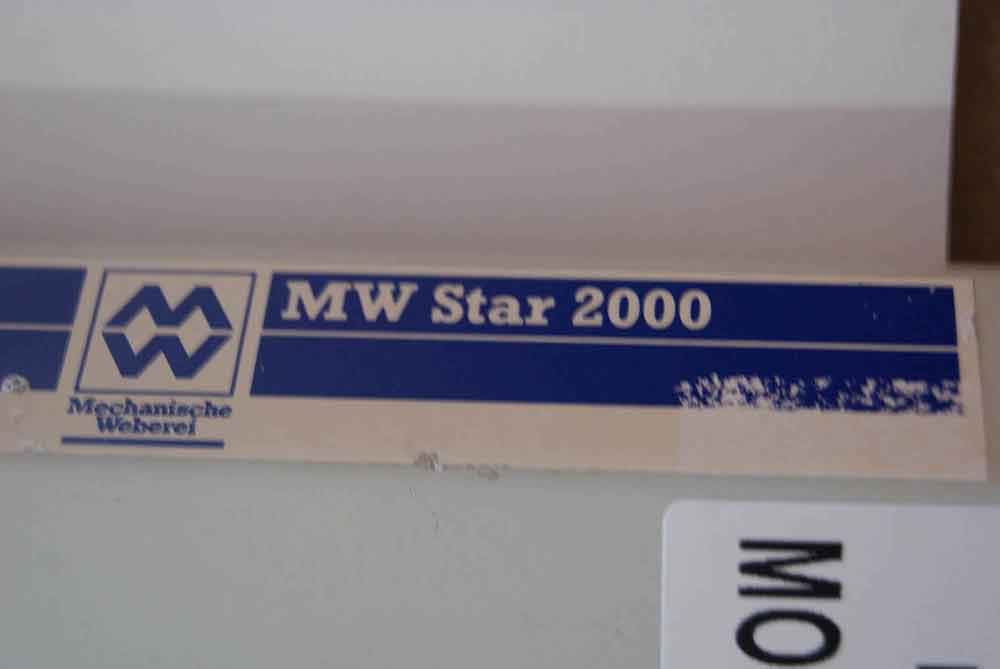 MW Star 2000
MW
Mechanische
Weberei
MO